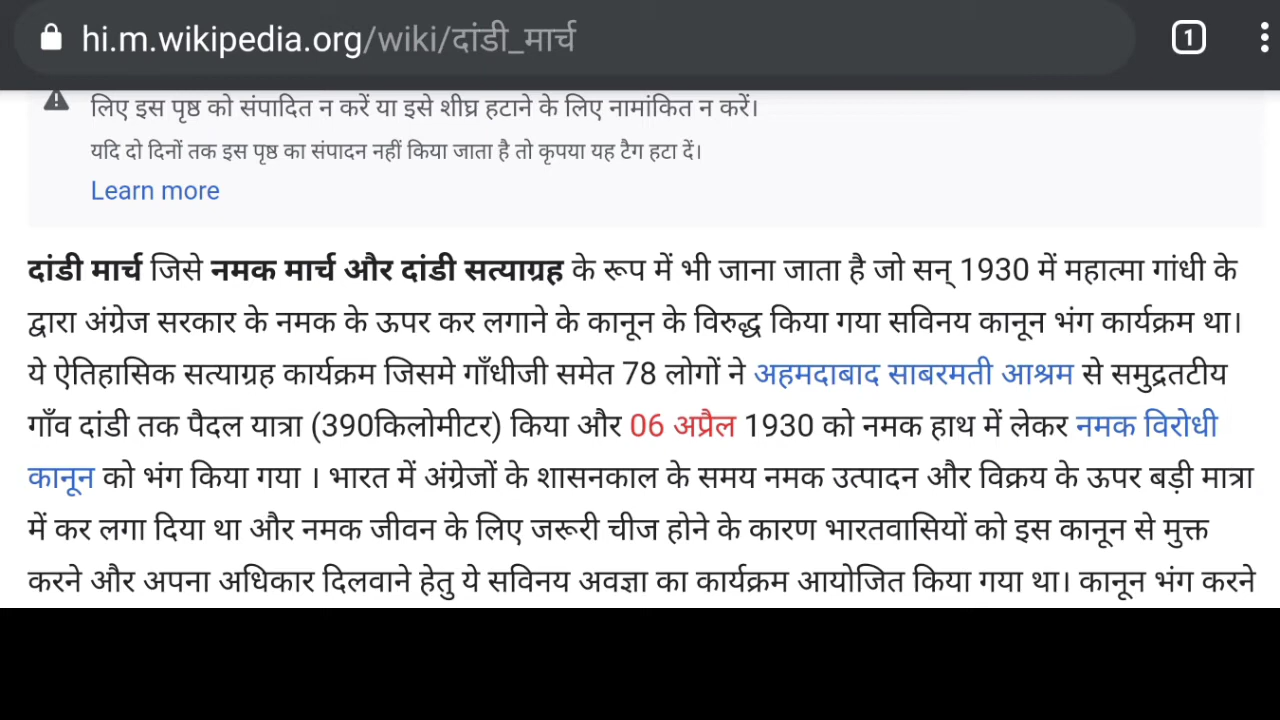 hi.m.wikipedia.org/wiki/दांडी_मार्च
1
लिए इस पृष्ठ को संपादित न करें या इसे शीघ्र हटाने के लिए नामांकित न करें।
यदि दो दिनों तक इस पृष्ठ का संपादन नहीं किया जाता है तो कृपया यह टैग हटा दें।
Learn more
दांडी मार्च जिसे नमक मार्च और दांडी सत्याग्रह के रूप में भी जाना जाता है जो सन् 1930 में महात्मा गांधी के
द्वारा अंग्रेज सरकार के नमक के ऊपर कर लगाने के कानून के विरुद्ध किया गया सविनय कानून भंग कार्यक्रम था।
ये ऐतिहासिक सत्याग्रह कार्यक्रम जिसमे गाँधीजी समेत 78 लोगों ने अहमदाबाद साबरमती आश्रम से समुद्रतटीय
गाँव दांडी तक पैदल यात्रा (390किलोमीटर) किया और 06 अप्रैल 1930 को नमक हाथ में लेकर नमक विरोधी
कानून को भंग किया गया । भारत में अंग्रेजों के शासनकाल के समय नमक उत्पादन और विक्रय के ऊपर बड़ी मात्रा
में कर लगा दिया था और नमक जीवन के लिए जरूरी चीज होने के कारण भारतवासियों को इस कानून से मुक्त
करने और अपना अधिकार दिलवाने हेतु ये सविनय अवज्ञा का कार्यक्रम आयोजित किया गया था। कानून भंग करने